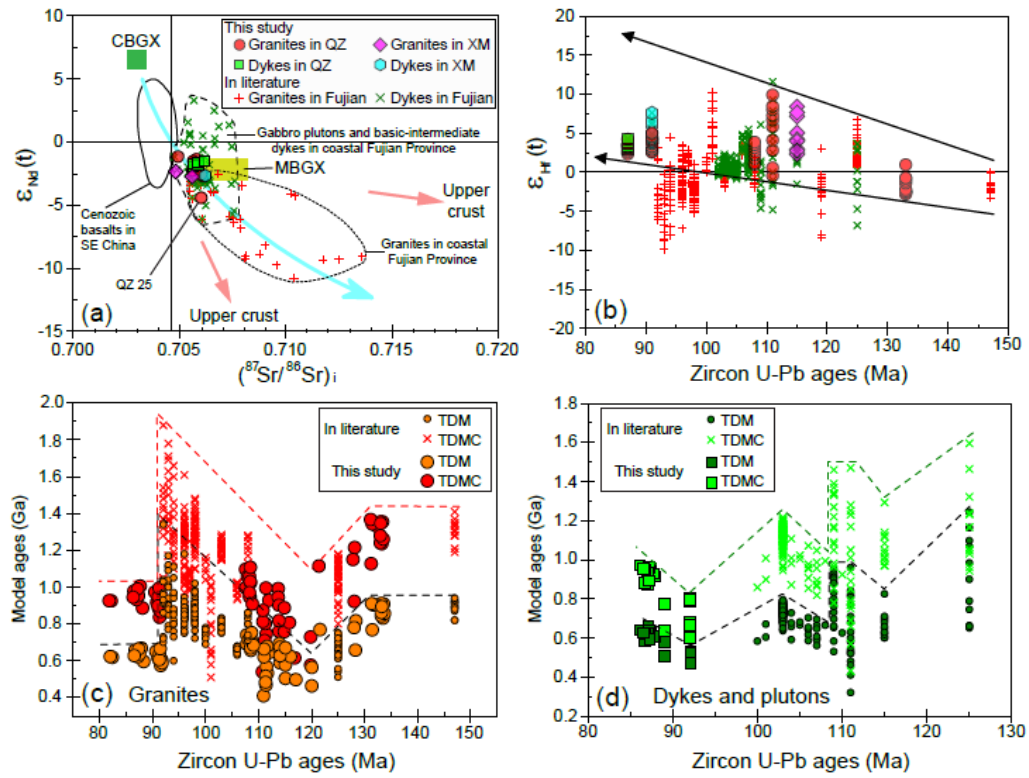 This study
Granites in QZ
Granites in XM
Dykes in QZ
Dykes in XM
In literature
Granites in Fujian
Dykes in Fujian
CBGX
Gabbro plutons and basic-intermediate
dykes in coastal Fujian Province
MBGX
Upper
crust
Cenozoic
basalts in
SE China
Granites in coastal
Fujian Province
QZ 25
Upper crust
(a)
εNd(t)
10
5
0
-5
-10
-15
0.700
0.705
0.710
0.715
0.720
(⁸⁷Sr/⁸⁶Sr)i
εHf(t)
20
15
10
5
0
-5
-10
-15
-20
(b)
80
90
100
110
120
130
140
150
Zircon U-Pb ages (Ma)
Model ages (Ga)
2.0
1.8
1.6
1.4
1.2
1.0
0.8
0.6
0.4
In literature
TDM
TDMC
This study
TDM
TDMC
(c)
Granites
80
90
100
110
120
130
140
150
Zircon U-Pb ages (Ma)
Model ages (Ga)
1.8
1.6
1.4
1.2
1.0
0.8
0.6
0.4
0.2
In literature
TDM
TDMC
This study
TDM
TDMC
(d)
Dykes and plutons
80
90
100
110
120
130
Zircon U-Pb ages (Ma)